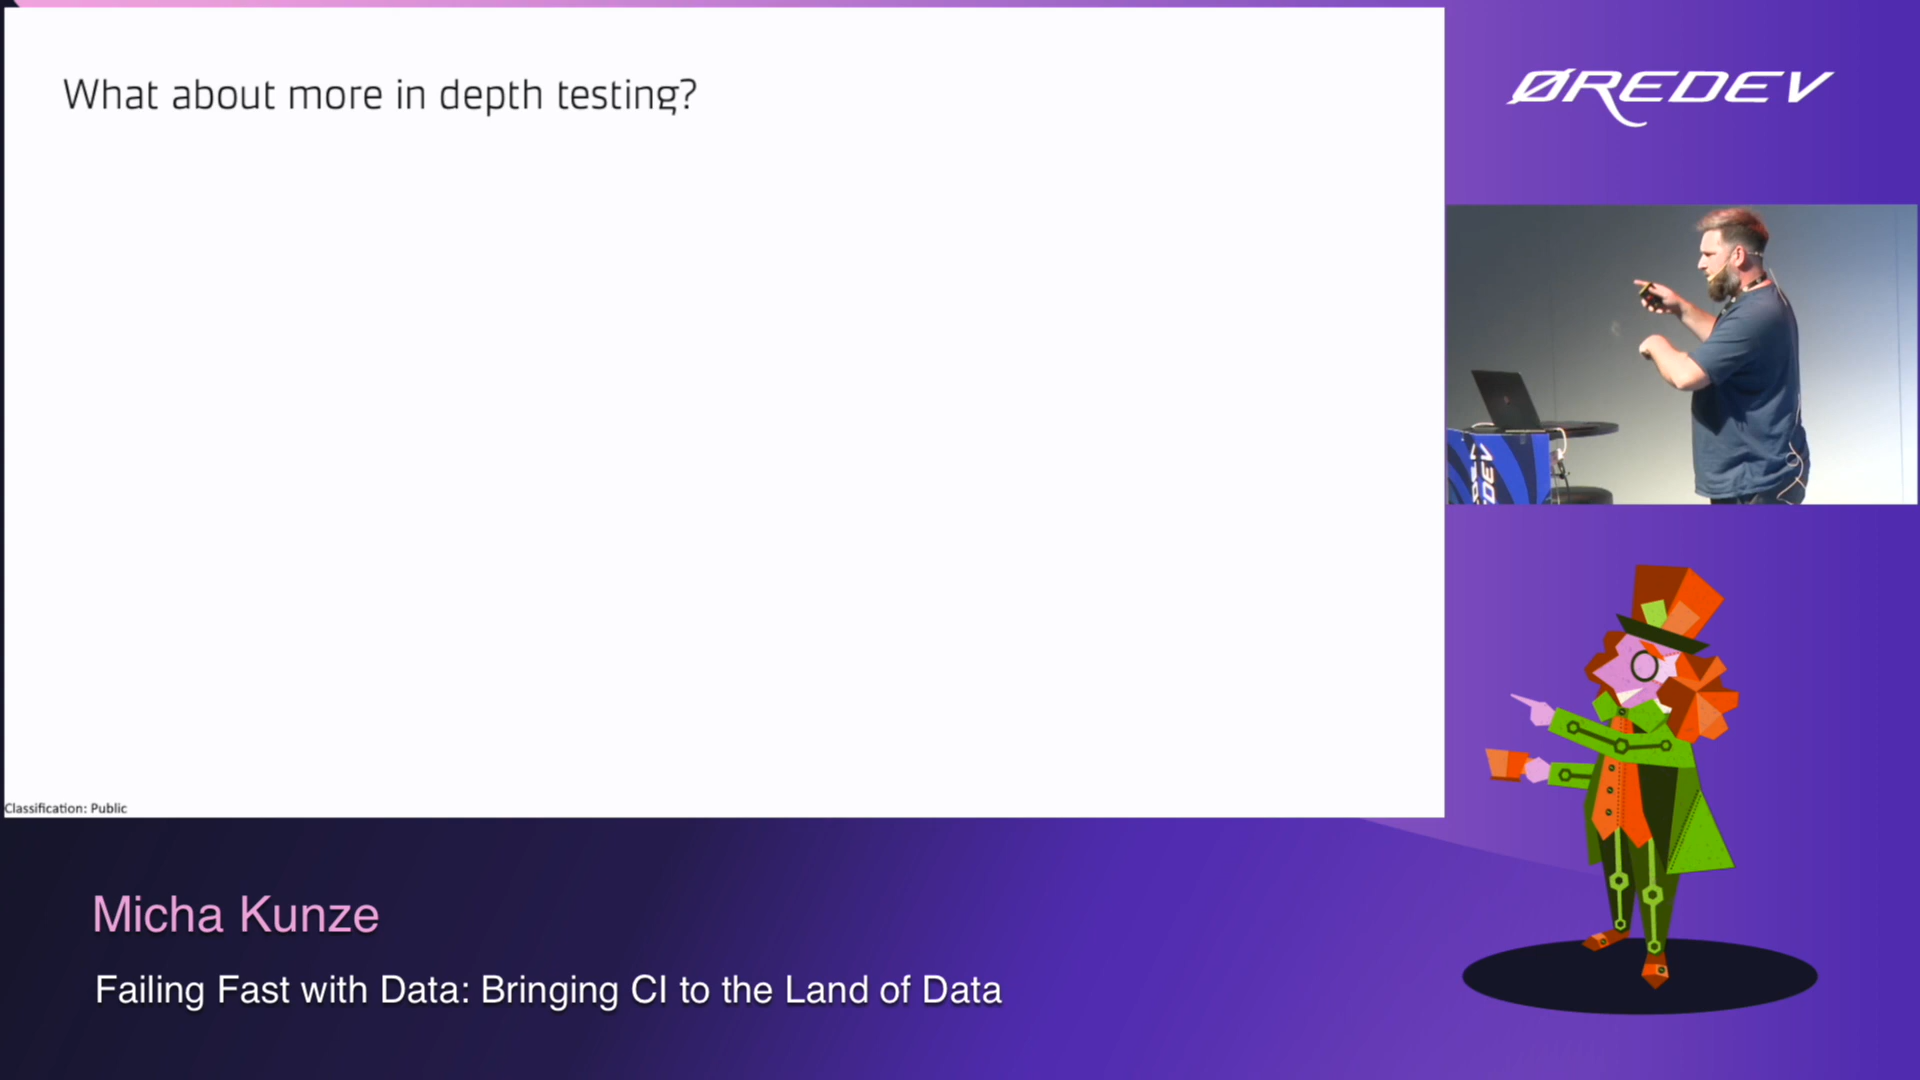 What about more in depth testing?
ØREDEV
DEV
Classification: Public
Micha Kunze
Failing Fast with Data: Bringing CI to the Land of Data